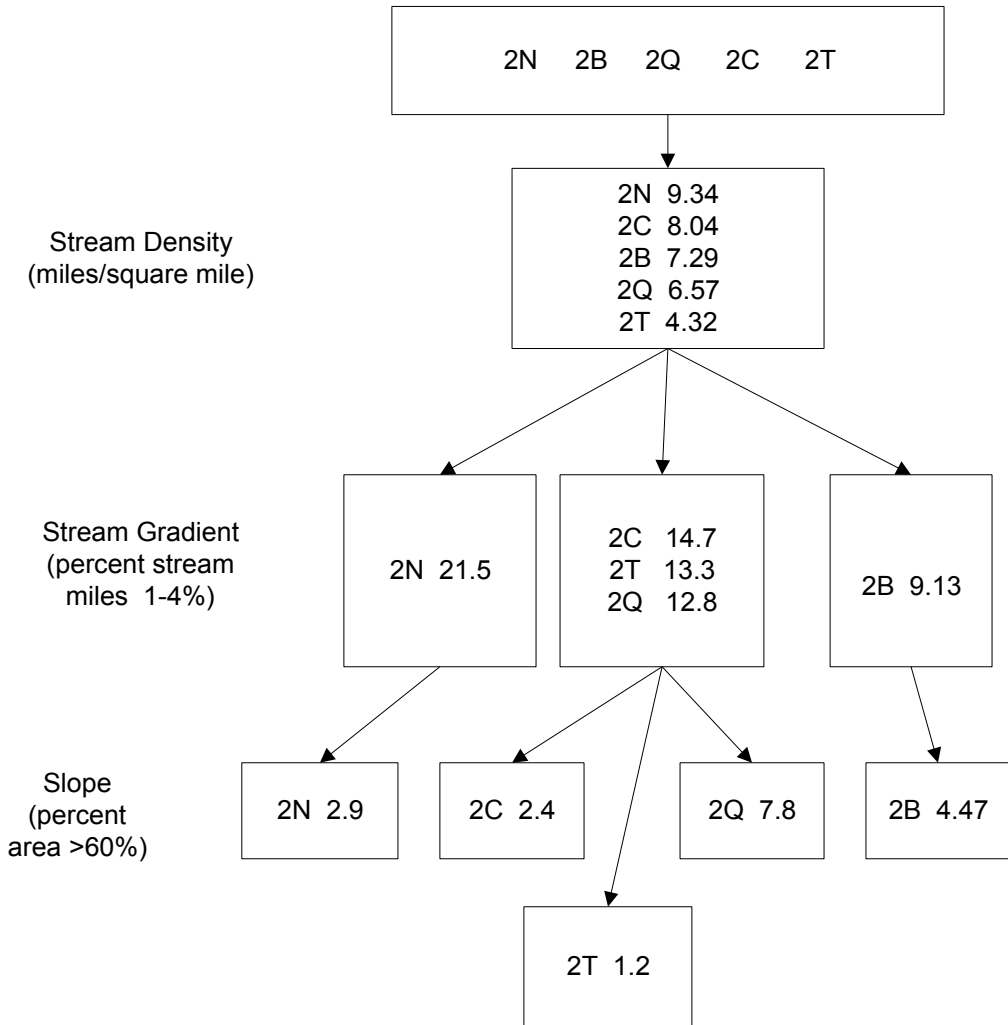 2N 2B 2Q 2C 2T
Stream Density
(miles/square mile)
2N 9.34
2C 8.04
2B 7.29
2Q 6.57
2T 4.32
Stream Gradient
(percent stream
miles 1-4%)
2N 21.5
2C 14.7
2T 13.3
2Q 12.8
2B 9.13
Slope
(percent
area >60%)
2N 2.9
2C 2.4
2Q 7.8
2B 4.47
2T 1.2